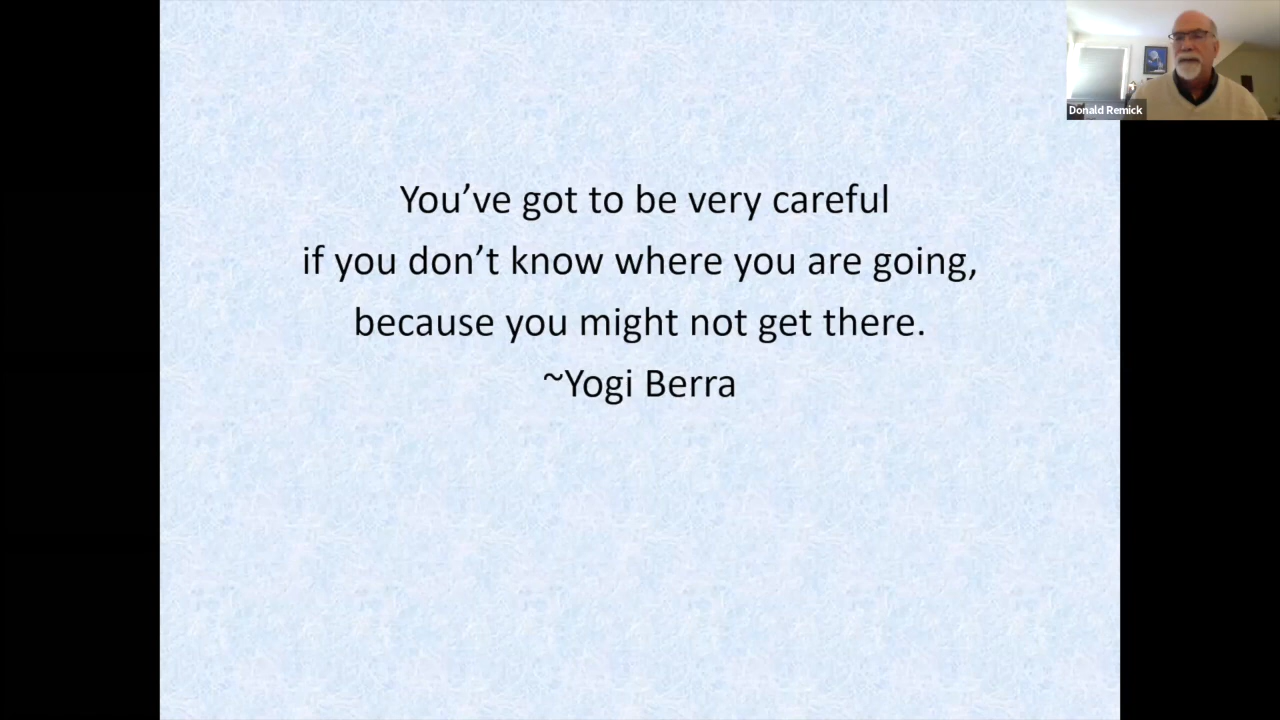 Donald Remick
You’ve got to be very careful
if you don’t know where you are going,
because you might not get there.
~Yogi Berra